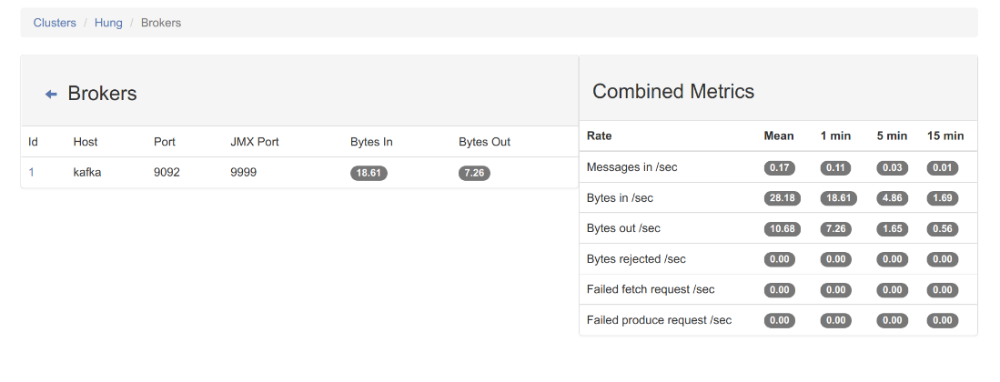 Clusters / Hung / Brokers
Brokers
Id Host Port JMX Port Bytes In Bytes Out
1 kafka 9092 9999 18.61 7.26
Combined Metrics
Rate Mean 1 min 5 min 15 min
Messages in /sec 0.17 0.11 0.03 0.01
Bytes in /sec 28.18 18.61 4.86 1.69
Bytes out /sec 10.68 7.26 1.65 0.56
Bytes rejected /sec 0.00 0.00 0.00 0.00
Failed fetch request /sec 0.00 0.00 0.00 0.00
Failed produce request /sec 0.00 0.00 0.00 0.00